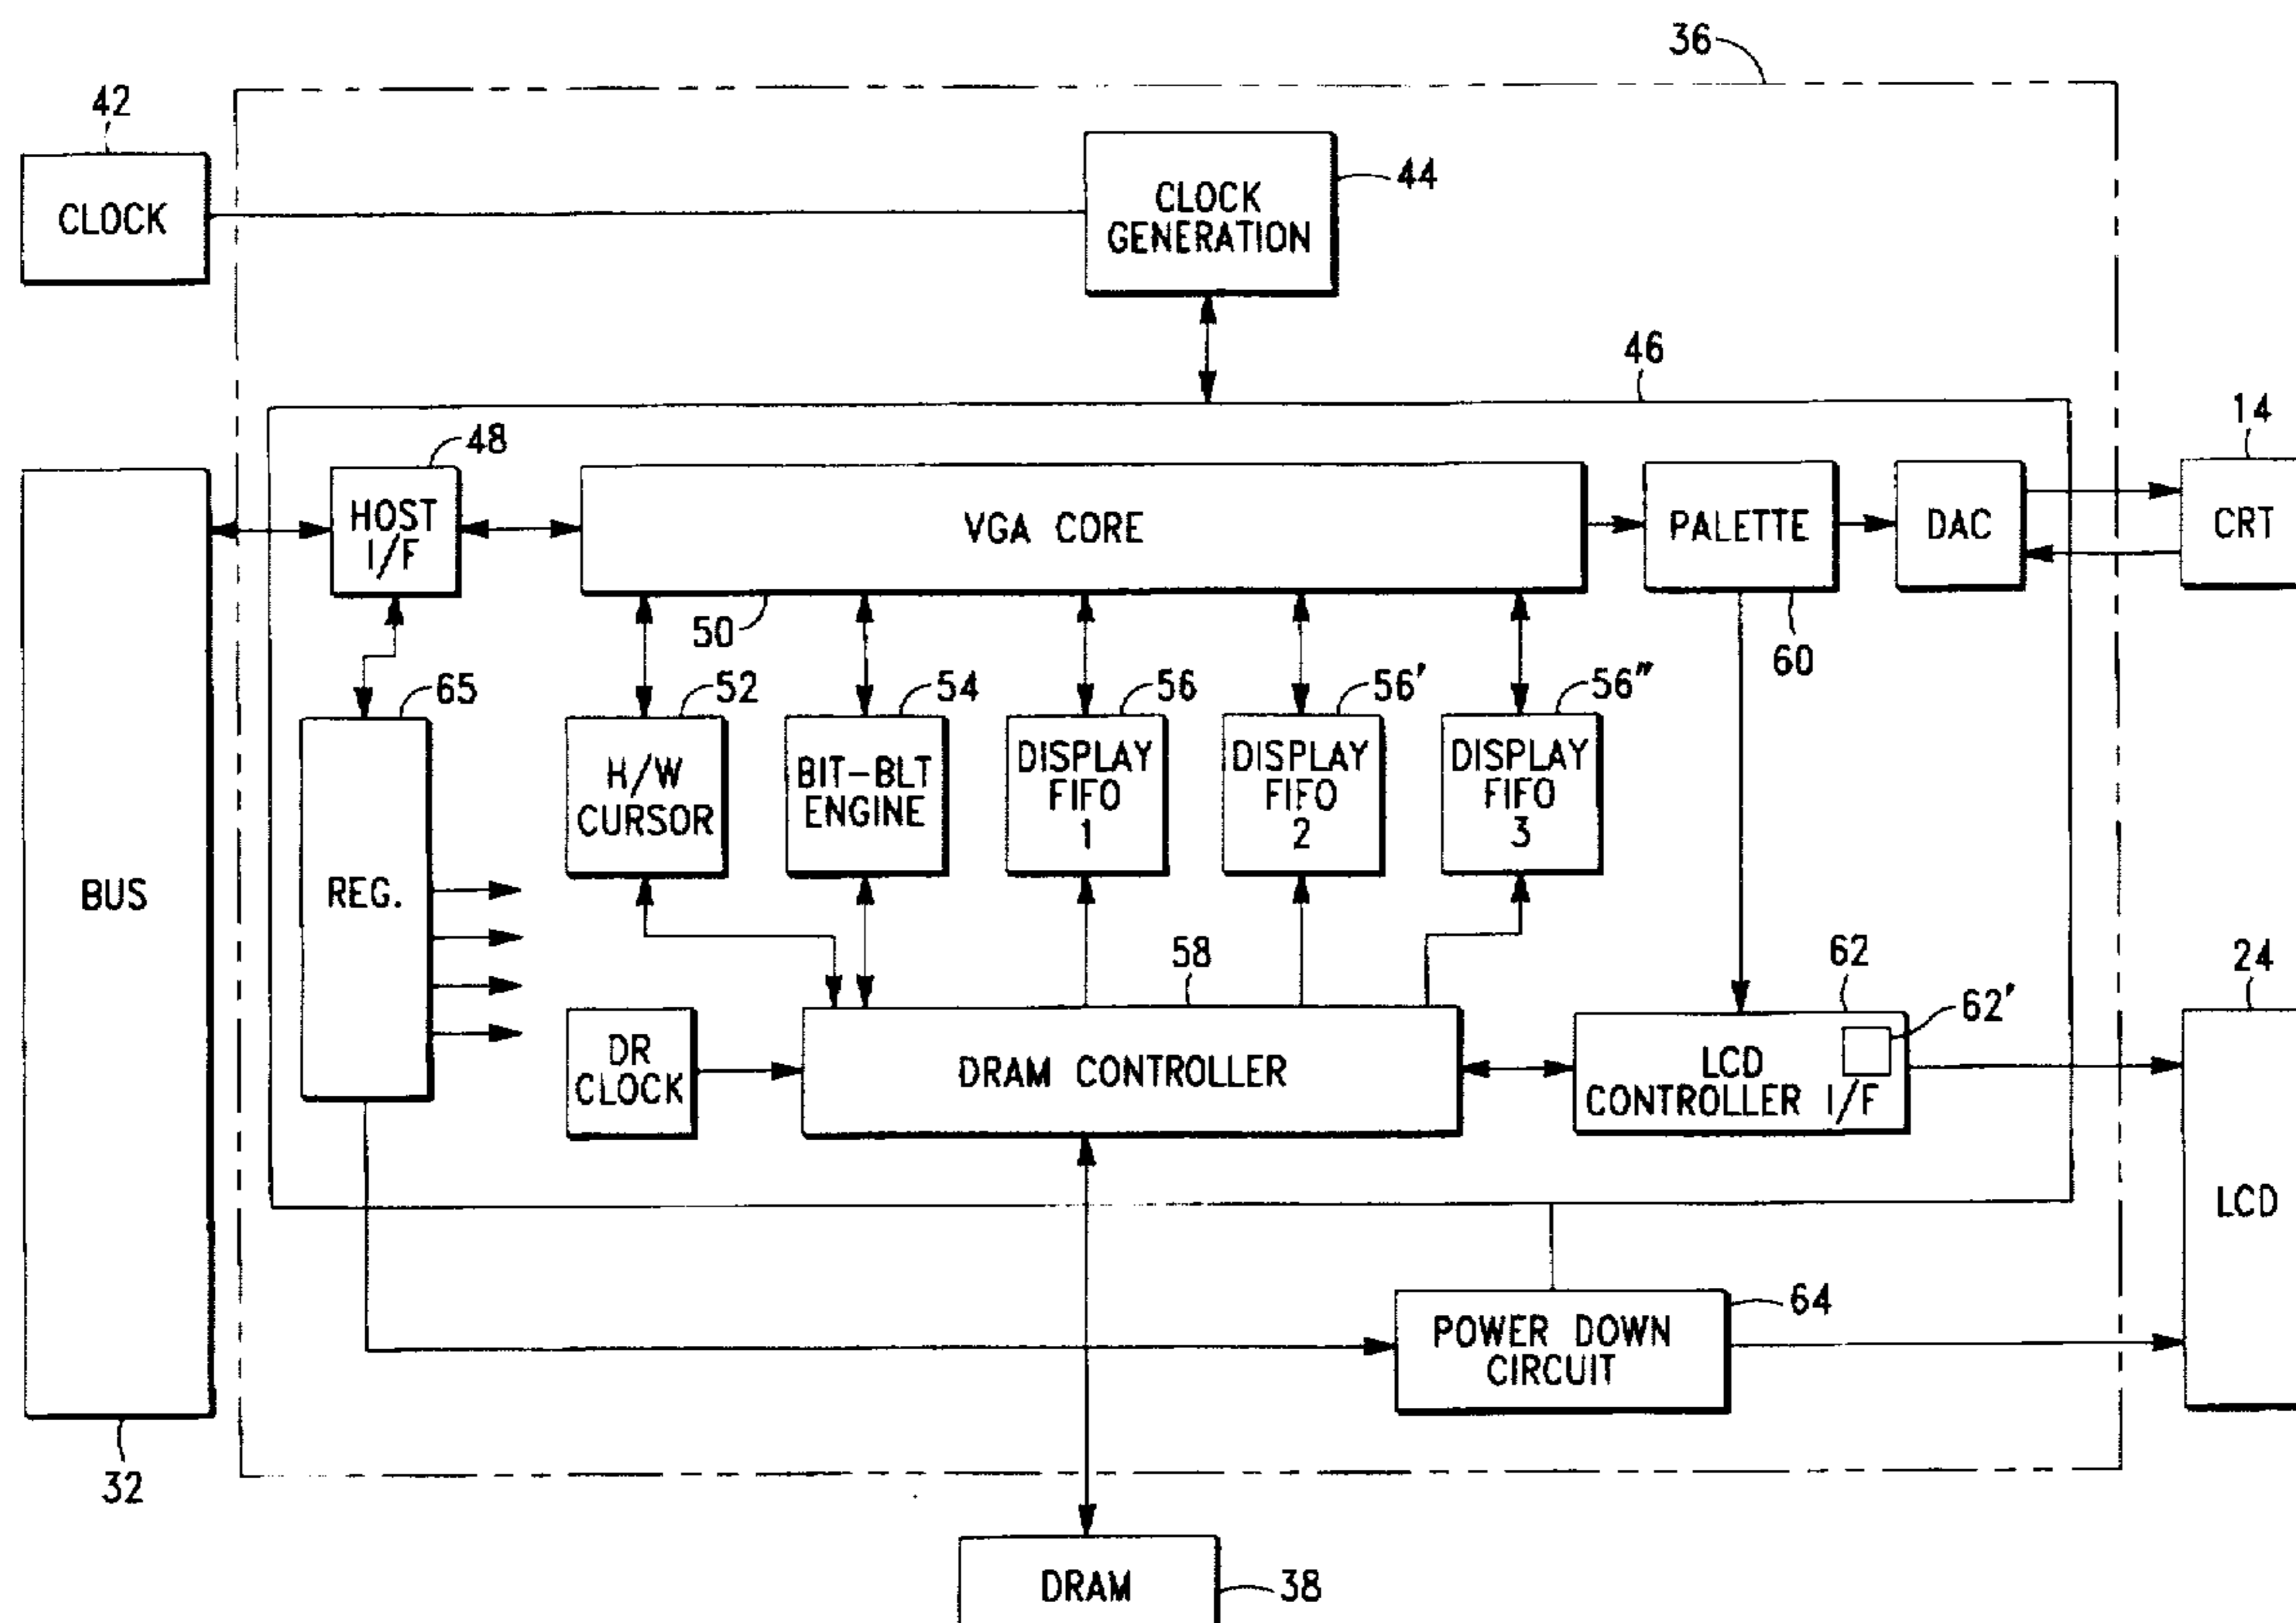 36
42
CLOCK
44
CLOCK
GENERATION
46
14
48
HOST
I/F
VGA CORE
PALETTE
DAC
CRT
50
60
65
52
54
56
56'
56"
H/W
CURSOR
BIT-BLT
ENGINE
DISPLAY
FIFO
1
DISPLAY
FIFO
2
DISPLAY
FIFO
3
BUS
REG.
58
62
62'
24
DR
CLOCK
DRAM CONTROLLER
LCD
CONTROLLER I/F
LCD
64
POWER DOWN
CIRCUIT
32
DRAM
38